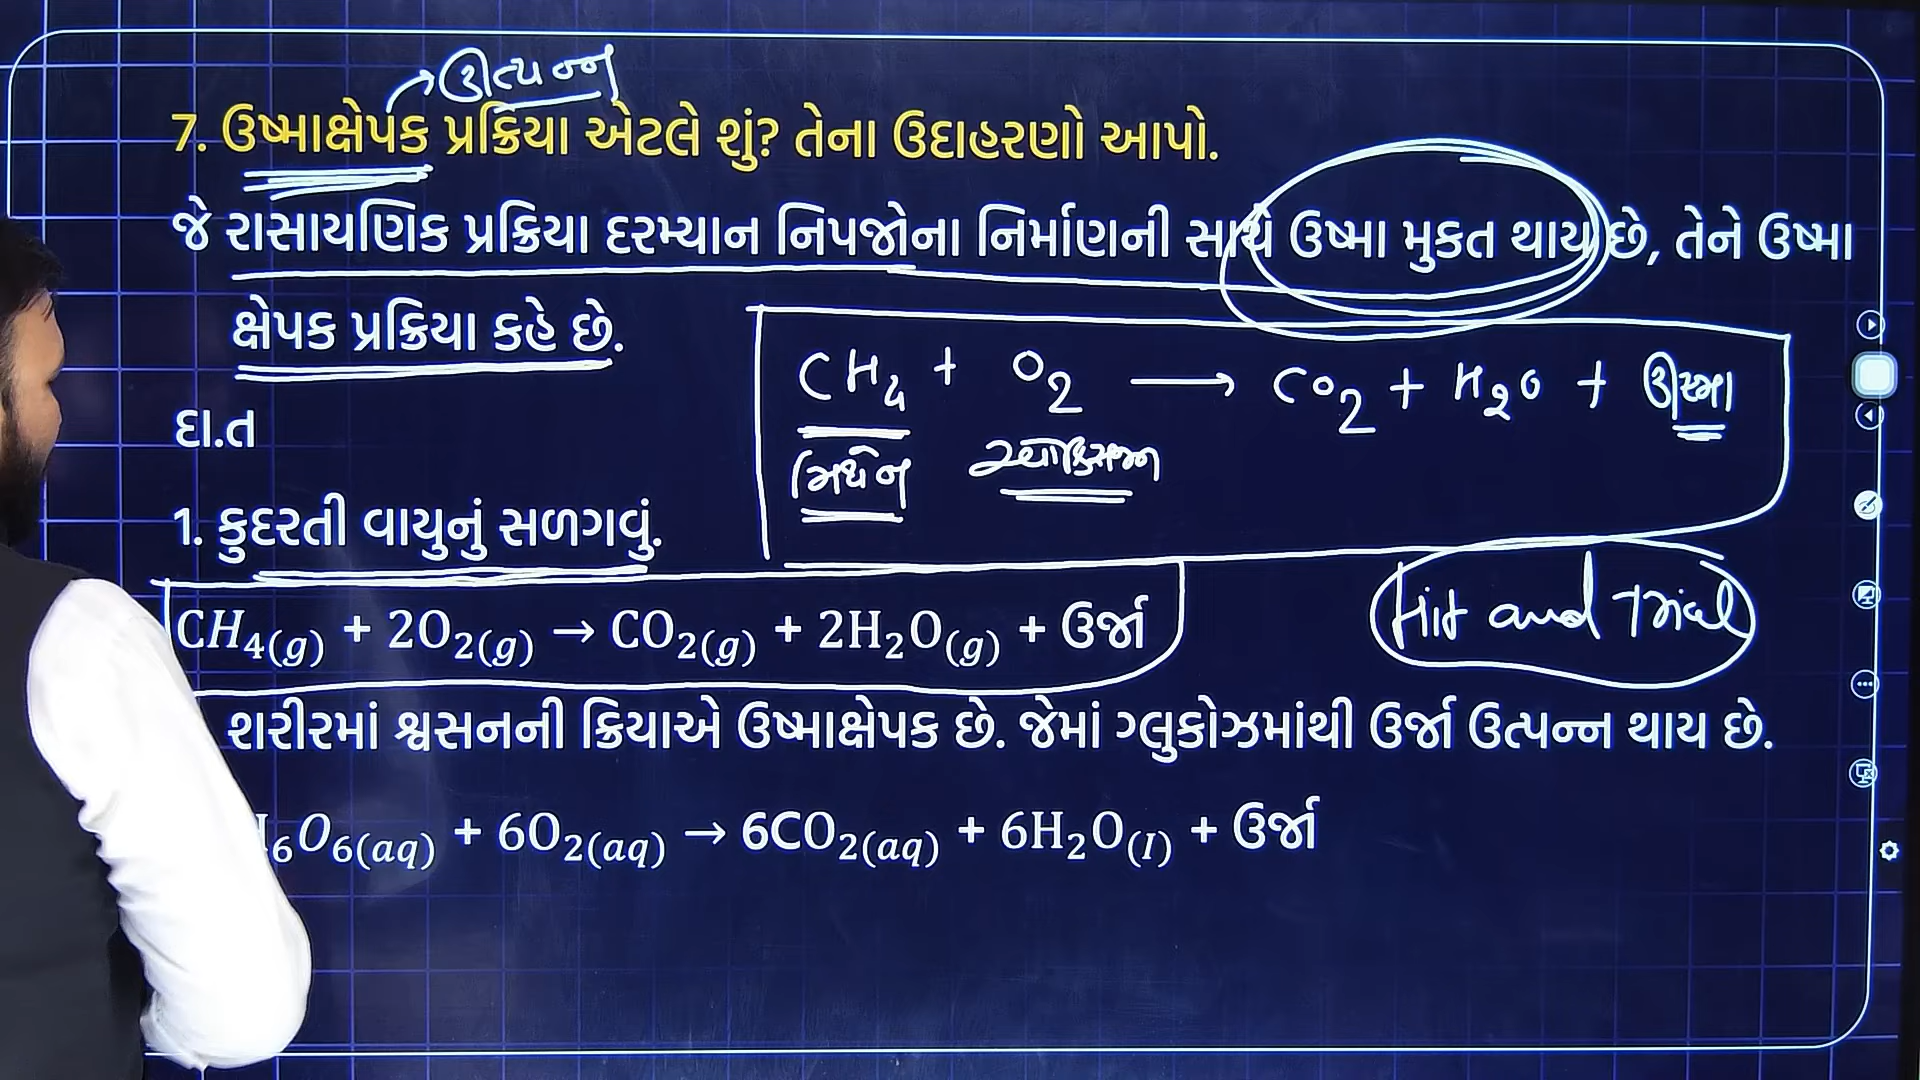 ઉત્પન્ન
7. ઉષ્માક્ષેપક પ્રક્રિયા એટલે શું? તેના ઉદાહરણો આપો.
જે રાસાયણિક પ્રક્રિયા દરમ્યાન નિપજોના નિર્માણની સાથે ઉષ્મા મુકત થાય છે, તેને ઉષ્મા
ક્ષેપક પ્રક્રિયા કહે છે.
CH₄ + O₂ → CO₂ + H₂O + ઊષ્મા
દા.ત
મિથેન
1. કુદરતી વાયુનું સળગવું.
CH₄(g) + 2O₂(g) → CO₂(g) + 2H₂O(g) + ઉર્જા
Hit and Trial
શરીરમાં શ્વસનની ક્રિયાએ ઉષ્માક્ષેપક છે. જેમાં ગ્લુકોઝમાંથી ઉર્જા ઉત્પન્ન થાય છે.
₆O₆(aq) + 6O₂(aq) → 6CO₂(aq) + 6H₂O(l) + ઉર્જા